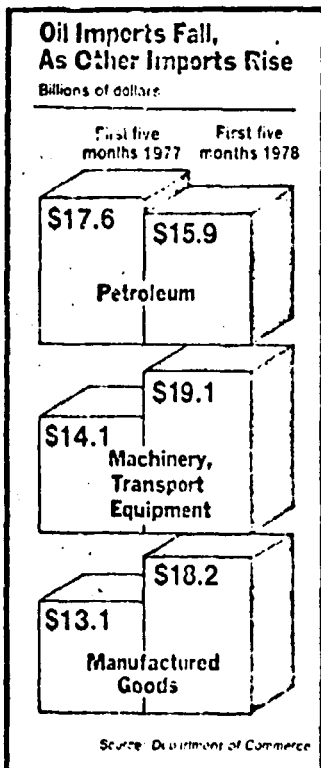 Oil Imports Fall,
As Other Imports Rise
Billions of dollars
First five
months 1977
First five
months 1978
$17.6
$15.9
Petroleum
$14.1
$19.1
Machinery,
Transport
Equipment
$13.1
$18.2
Manufactured
Goods
Source: Department of Commerce